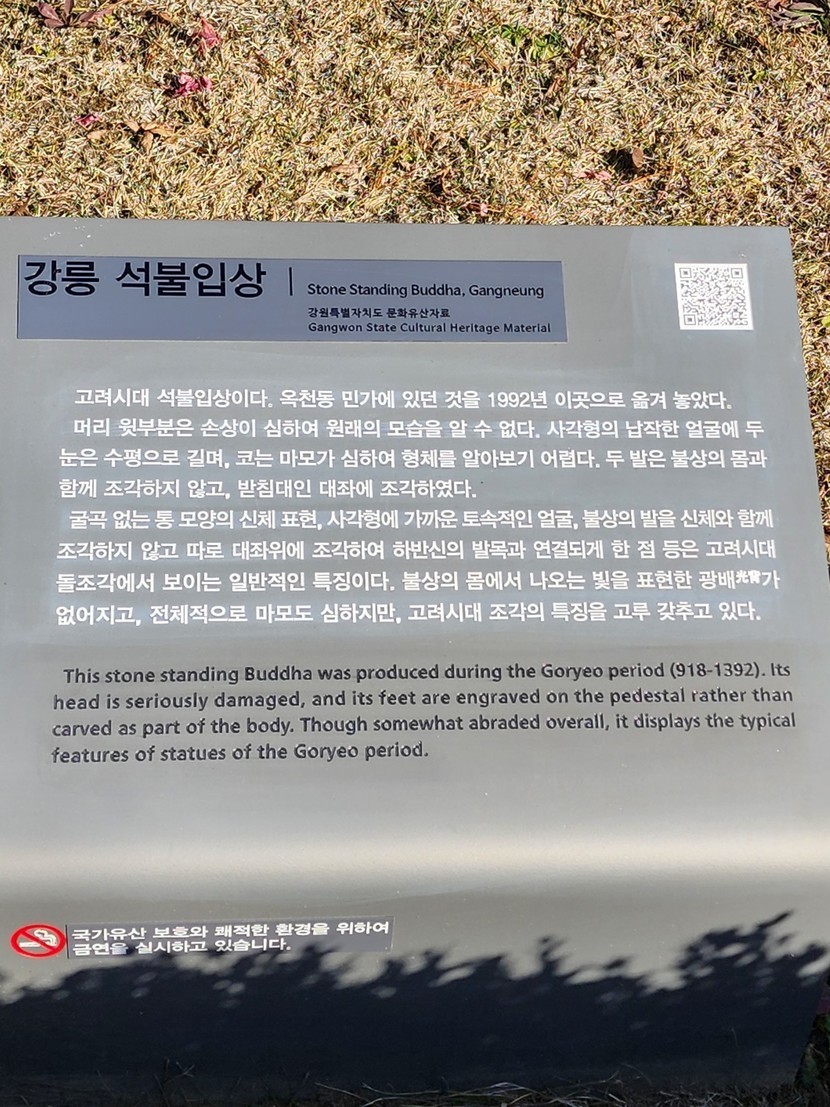 강릉 석불입상 | Stone Standing Buddha, Gangneung
강원특별자치도 문화유산자료
Gangwon State Cultural Heritage Material
고려시대 석불입상이다. 옥천동 민가에 있던 것을 1992년 이곳으로 옮겨 놓았다.
머리 윗부분은 손상이 심하여 원래의 모습을 알 수 없다. 사각형의 납작한 얼굴에 두
눈은 수평으로 길며, 코는 마모가 심하여 형체를 알아보기 어렵다. 두 발은 불상의 몸과
함께 조각하지 않고, 받침대인 대좌에 조각하였다.
굴곡 없는 통 모양의 신체 표현, 사각형에 가까운 토속적인 얼굴, 불상의 발을 신체와 함께
조각하지 않고 따로 대좌위에 조각하여 하반신의 발목과 연결되게 한 점 등은 고려시대
돌조각에서 보이는 일반적인 특징이다. 불상의 몸에서 나오는 빛을 표현한 광배光背가
없어지고, 전체적으로 마모도 심하지만, 고려시대 조각의 특징을 고루 갖추고 있다.
This stone standing Buddha was produced during the Goryeo period (918-1392). Its
head is seriously damaged, and its feet are engraved on the pedestal rather than
carved as part of the body. Though somewhat abraded overall, it displays the typical
features of statues of the Goryeo period.
국가유산 보호와 쾌적한 환경을 위하여
금연을 실시하고 있습니다.